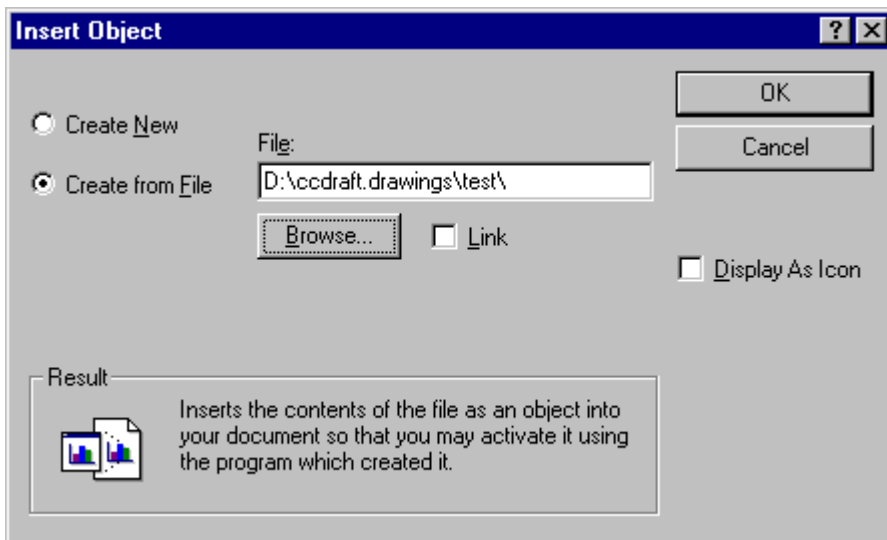 Insert Object
? X
OK
Create New
File:
Cancel
Create from File
D:\ccdraft.drawings\test\
Browse...
Link
Display As Icon
Result
Inserts the contents of the file as an object into
your document so that you may activate it using
the program which created it.